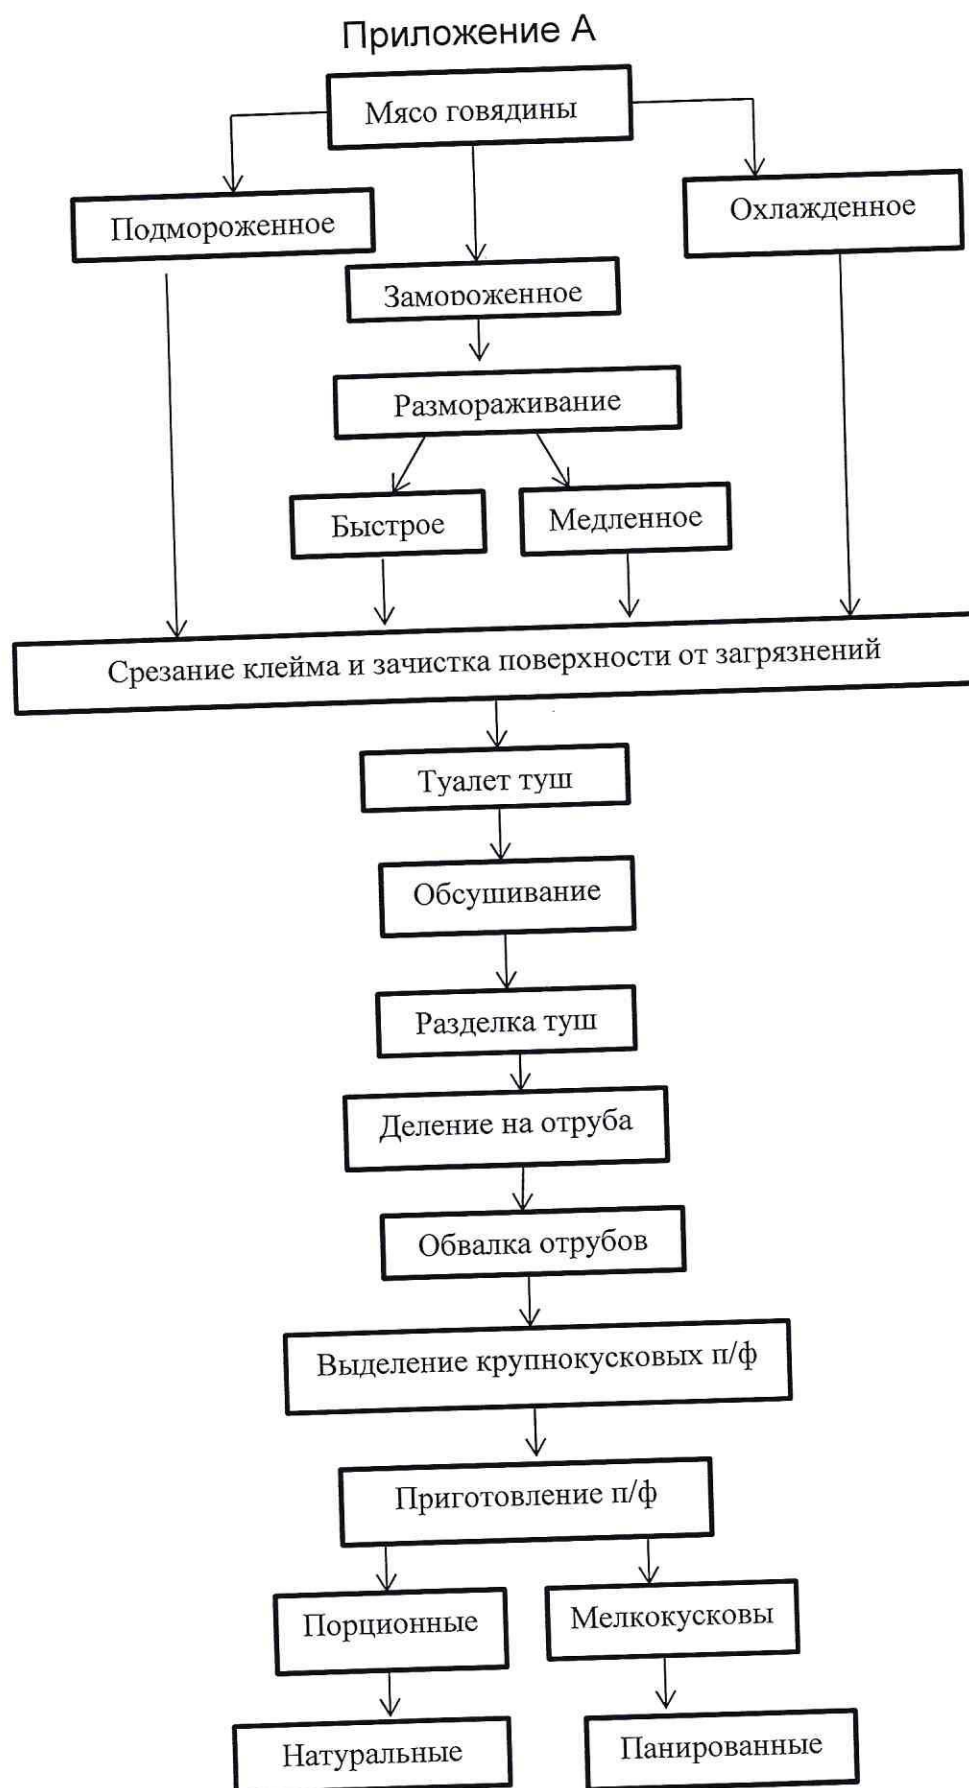 Приложение А
Мясо говядины
Подмороженное
Охлажденное
Замороженное
Размораживание
Быстрое
Медленное
Срезание клейма и зачистка поверхности от загрязнений
Туалет туш
Обсушивание
Разделка туш
Деление на отруба
Обвалка отрубов
Выделение крупнокусковых п/ф
Приготовление п/ф
Порционные
Мелкокусковы
Натуральные
Панированные